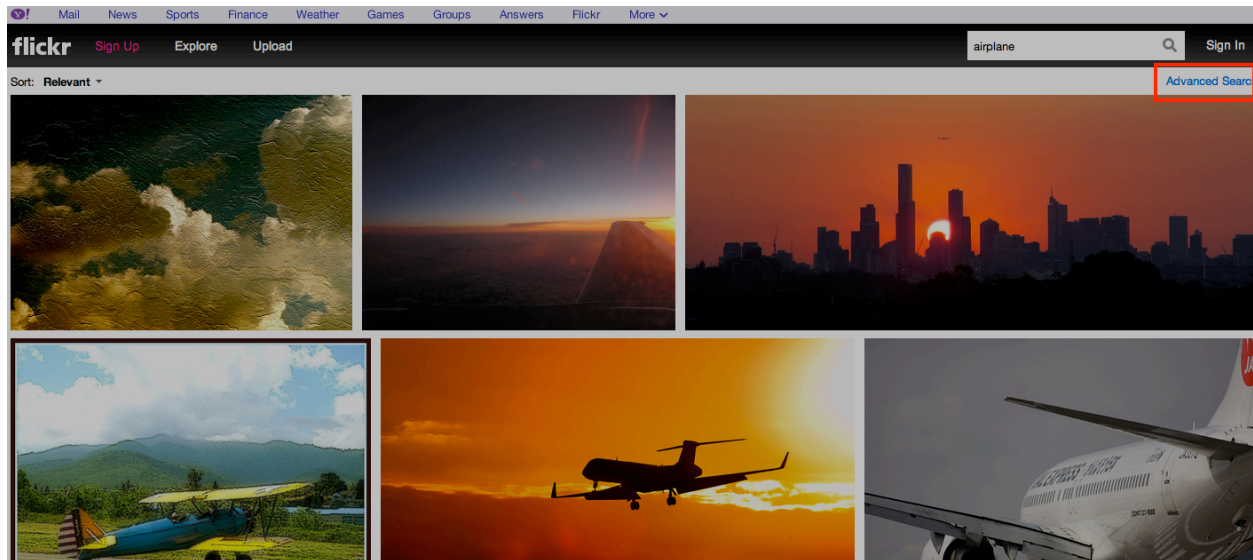 Y! Mail News Sports Finance Weather Games Groups Answers Flickr More
flickr Sign Up Explore Upload airplane Sign In
Sort: Relevant Advanced Searc
JAL EXPRESS